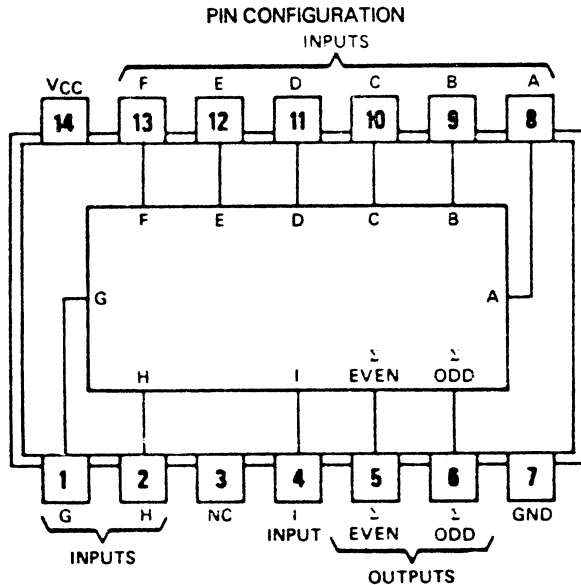 PIN CONFIGURATION
INPUTS
VCC F E D C B A
14 13 12 11 10 9 8
F E D C B
G A
Σ Σ
H I EVEN ODD
1 2 3 4 5 6 7
G H NC I Σ Σ GND
INPUT EVEN ODD
INPUTS
OUTPUTS